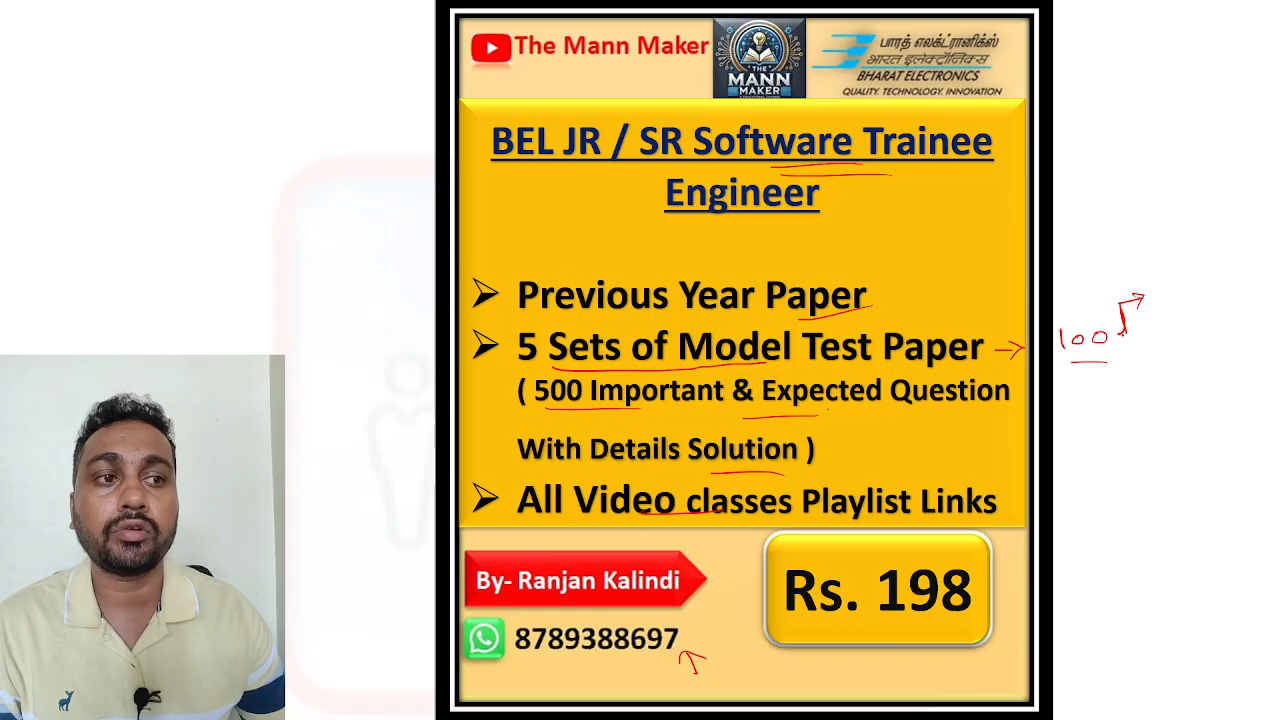 The Mann Maker
THE
MANN
MAKER
பாரத் எலக்ட்ரானிக்ஸ்
भारत इलेक्ट्रॉनिक्स
BHARAT ELECTRONICS
QUALITY. TECHNOLOGY. INNOVATION
BEL JR / SR Software Trainee
Engineer
Previous Year Paper
5 Sets of Model Test Paper
100
( 500 Important & Expected Question
With Details Solution )
All Video classes Playlist Links
By- Ranjan Kalindi
Rs. 198
8789388697